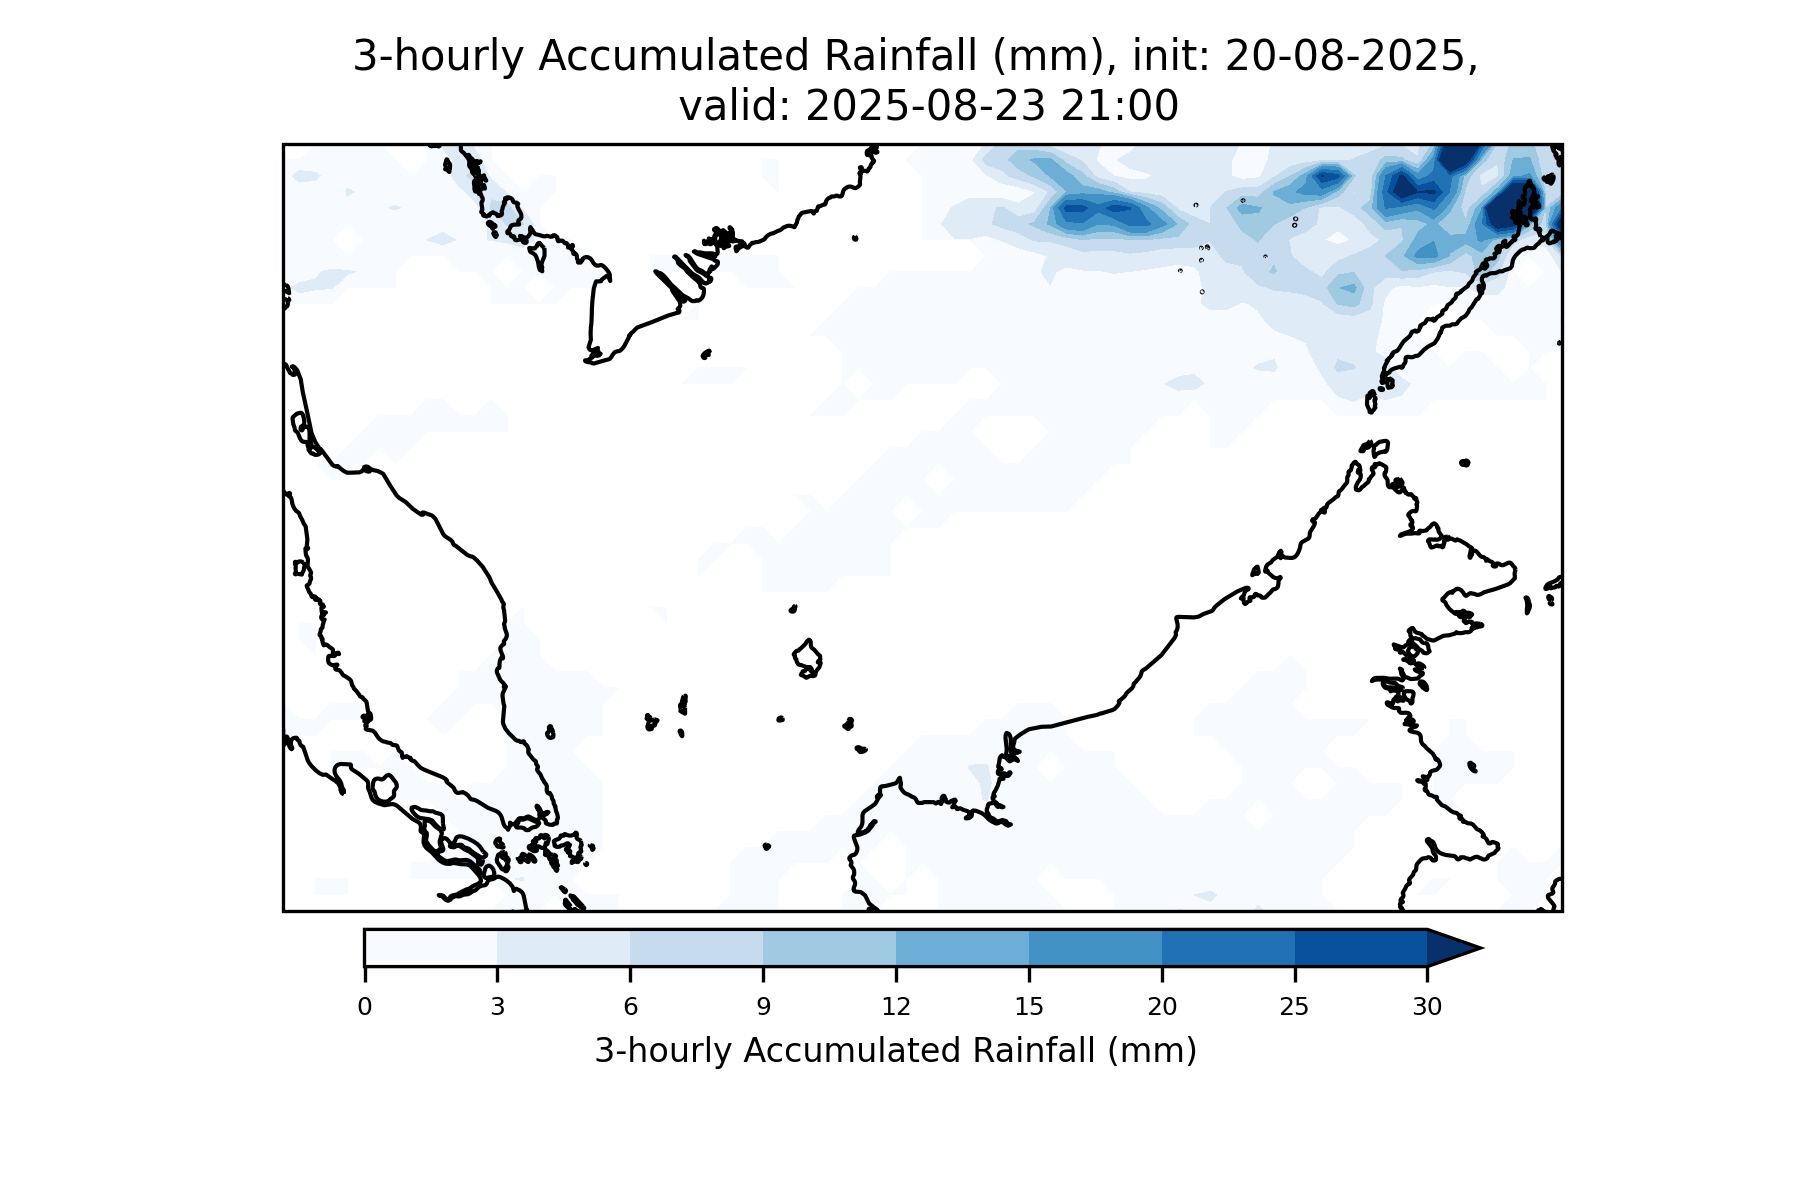 3-hourly Accumulated Rainfall (mm), init: 20-08-2025,
valid: 2025-08-23 21:00
0 3 6 9 12 15 20 25 30
3-hourly Accumulated Rainfall (mm)